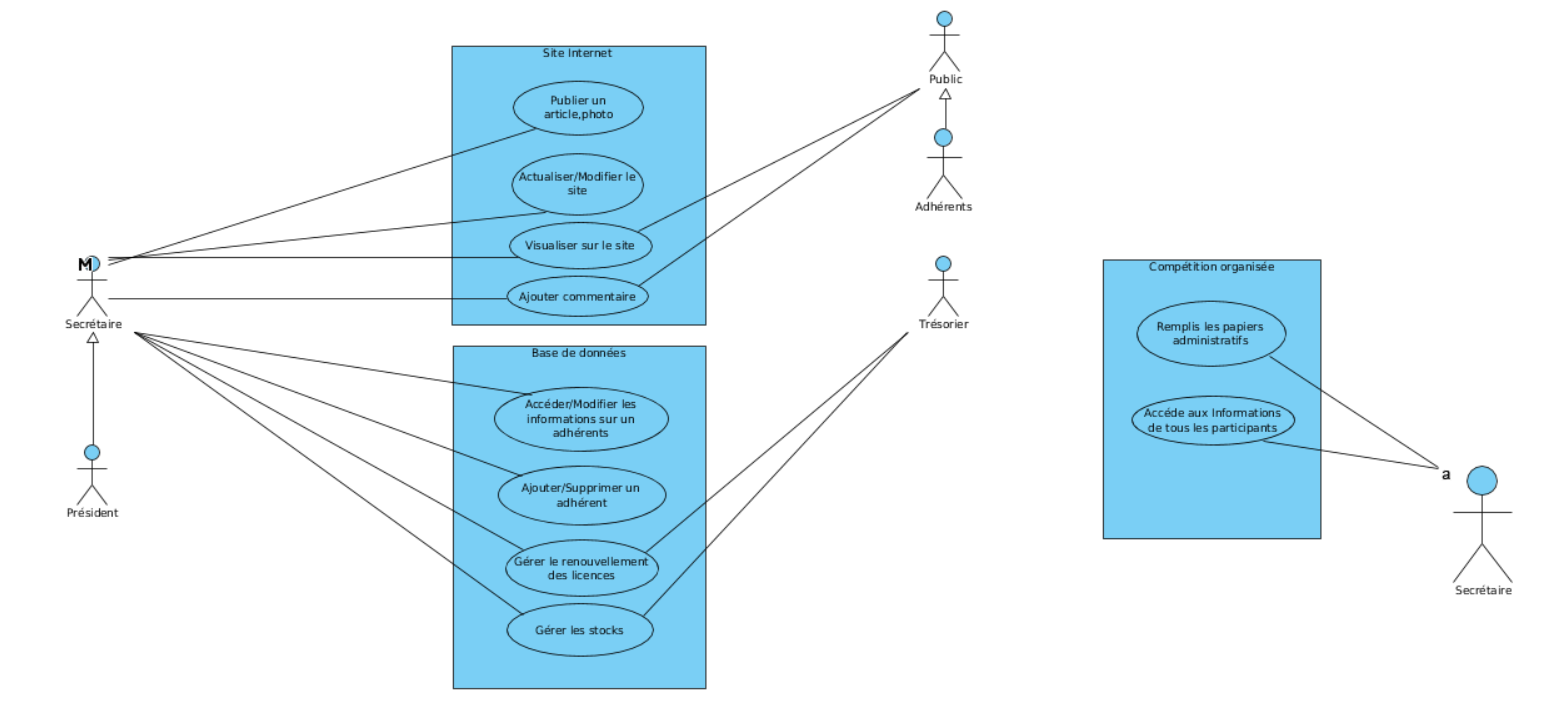 Site Internet
Publier un
article,photo
Actualiser/Modifier le
site
Visualiser sur le site
Ajouter commentaire
Public
Adhérents
M
Secrétaire
Président
Trésorier
Base de données
Accéder/Modifier les
informations sur un
adhérents
Ajouter/Supprimer un
adhérent
Gérer le renouvellement
des licences
Gérer les stocks
Compétition organisée
Remplis les papiers
administratifs
Accéde aux Informations
de tous les participants
a
Secrétaire